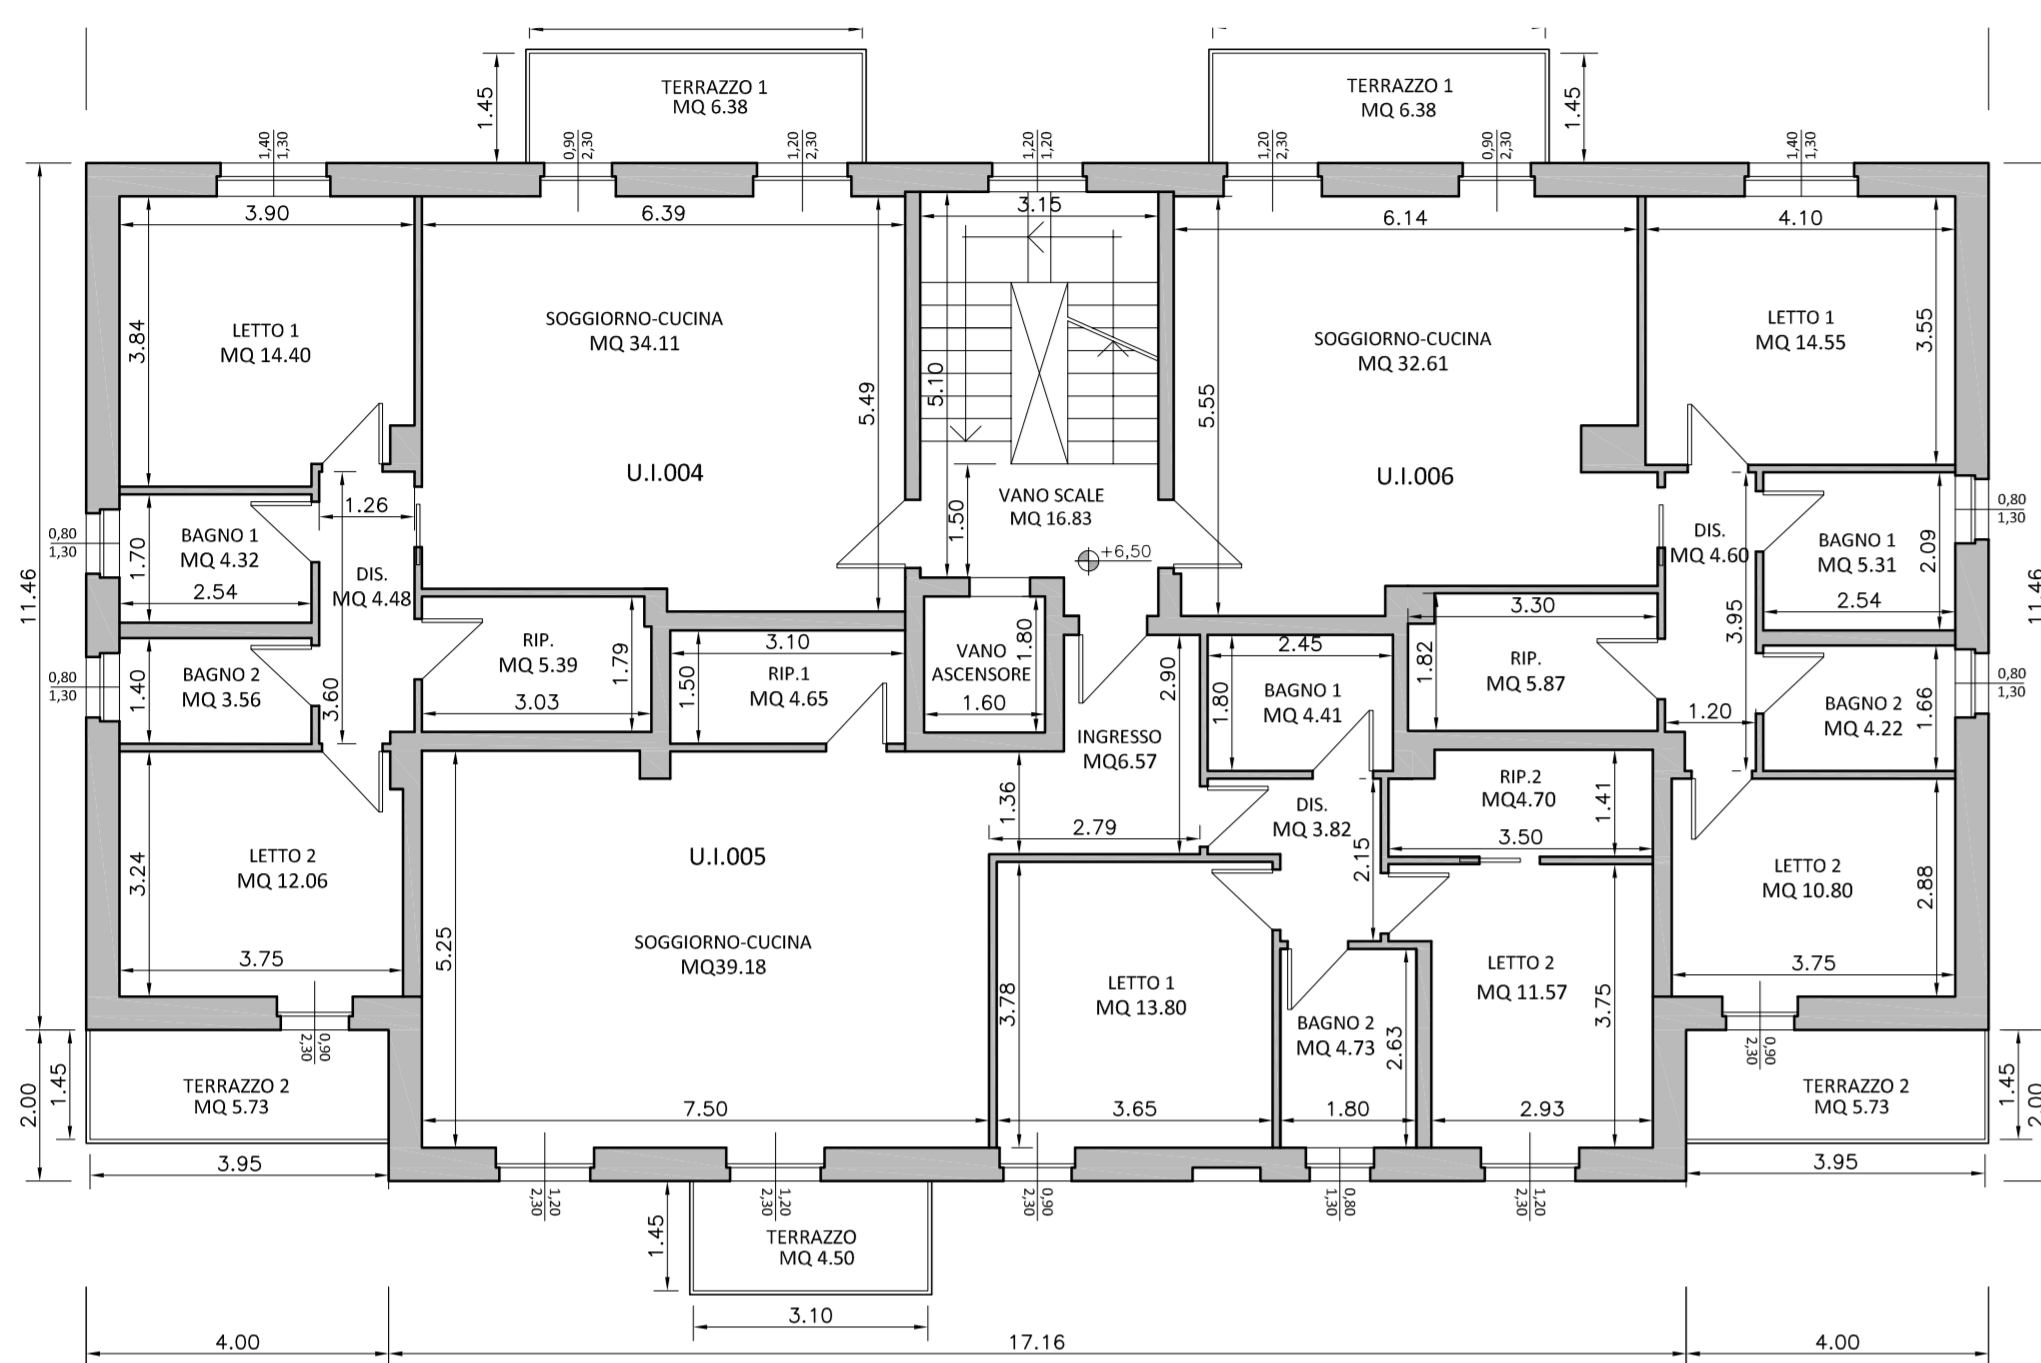 TERRAZZO 1
MQ 6.38
1.45
TERRAZZO 1
MQ 6.38
1.45
1,40
1,30
0,90
2,30
1,20
2,30
1,20
1,20
1,20
2,30
0,90
2,30
1,40
1,30
3.90
6.39
3.15
6.14
4.10
LETTO 1
MQ 14.40
3.84
SOGGIORNO-CUCINA
MQ 34.11
5.49
5.10
SOGGIORNO-CUCINA
MQ 32.61
5.55
LETTO 1
MQ 14.55
3.55
U.I.004
U.I.006
VANO SCALE
MQ 16.83
1.50
+6,50
1.26
0,80
1,30
BAGNO 1
MQ 4.32
1.70
2.54
DIS.
MQ 4.48
DIS.
MQ 4.60
BAGNO 1
MQ 5.31
2.09
2.54
0,80
1,30
11.46
11.46
RIP.
MQ 5.39
1.79
3.03
3.10
RIP.1
MQ 4.65
1.50
VANO
ASCENSORE
1.80
1.60
2.90
2.45
BAGNO 1
MQ 4.41
1.80
3.30
RIP.
MQ 5.87
1.82
3.95
1.20
0,80
1,30
BAGNO 2
MQ 3.56
1.40
3.60
BAGNO 2
MQ 4.22
1.66
0,80
1,30
INGRESSO
MQ6.57
1.36
2.79
DIS.
MQ 3.82
2.15
RIP.2
MQ4.70
1.41
3.50
LETTO 2
MQ 12.06
3.24
3.75
U.I.005
SOGGIORNO-CUCINA
MQ39.18
5.25
7.50
LETTO 1
MQ 13.80
3.78
3.65
BAGNO 2
MQ 4.73
2.63
1.80
LETTO 2
MQ 11.57
3.75
2.93
LETTO 2
MQ 10.80
2.88
3.75
0,90
2,30
0,90
2,30
TERRAZZO 2
MQ 5.73
1.45
2.00
3.95
TERRAZZO 2
MQ 5.73
1.45
2.00
3.95
1,20
2,30
1,20
2,30
0,90
2,30
0,80
1,30
1,20
2,30
TERRAZZO
MQ 4.50
1.45
3.10
4.00
17.16
4.00